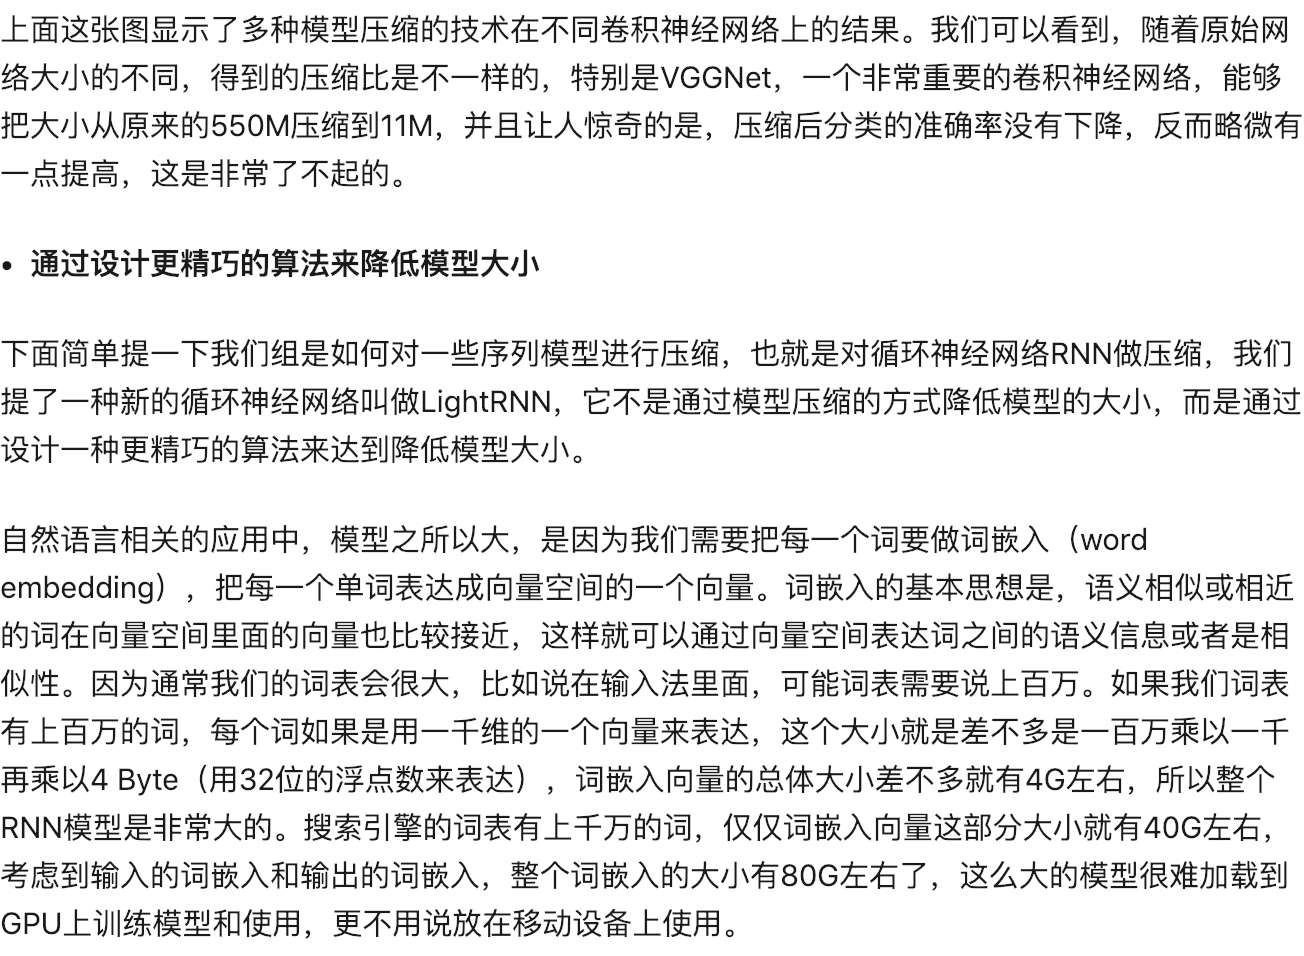 上面这张图显示了多种模型压缩的技术在不同卷积神经网络上的结果。我们可以看到，随着原始网
络大小的不同，得到的压缩比是不一样的，特别是VGGNet，一个非常重要的卷积神经网络，能够
把大小从原来的550M压缩到11M，并且让人惊奇的是，压缩后分类的准确率没有下降，反而略微有
一点提高，这是非常了不起的。
• 通过设计更精巧的算法来降低模型大小
下面简单提一下我们组是如何对一些序列模型进行压缩，也就是对循环神经网络RNN做压缩，我们
提了一种新的循环神经网络叫做LightRNN，它不是通过模型压缩的方式降低模型的大小，而是通过
设计一种更精巧的算法来达到降低模型大小。
自然语言相关的应用中，模型之所以大，是因为我们需要把每一个词要做词嵌入（word
embedding），把每一个单词表达成向量空间的一个向量。词嵌入的基本思想是，语义相似或相近
的词在向量空间里面的向量也比较接近，这样就可以通过向量空间表达词之间的语义信息或者是相
似性。因为通常我们的词表会很大，比如说在输入法里面，可能词表需要说上百万。如果我们词表
有上百万的词，每个词如果是用一千维的一个向量来表达，这个大小就是差不多是一百万乘以一千
再乘以4 Byte（用32位的浮点数来表达），词嵌入向量的总体大小差不多就有4G左右，所以整个
RNN模型是非常大的。搜索引擎的词表有上千万的词，仅仅词嵌入向量这部分大小就有40G左右，
考虑到输入的词嵌入和输出的词嵌入，整个词嵌入的大小有80G左右了，这么大的模型很难加载到
GPU上训练模型和使用，更不用说放在移动设备上使用。